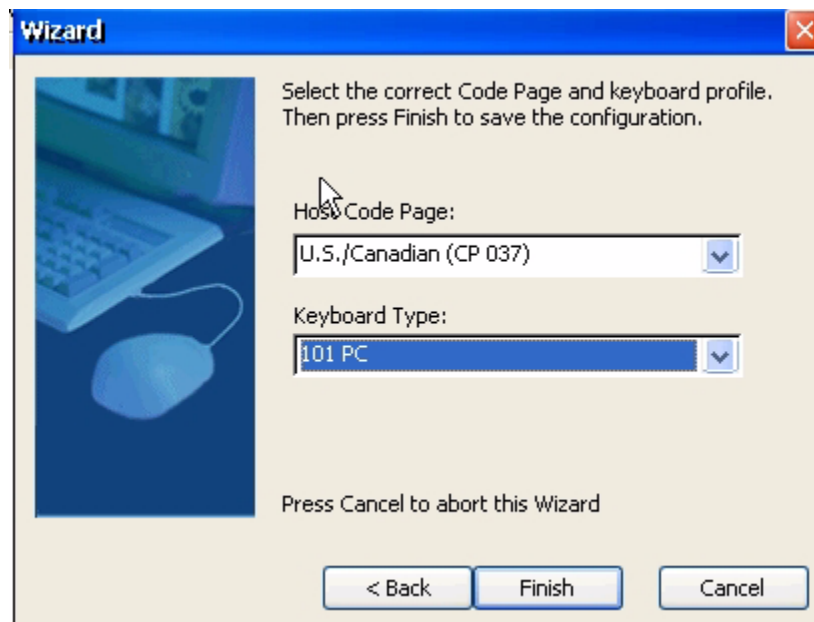 Wizard
Select the correct Code Page and keyboard profile.
Then press Finish to save the configuration.
Host Code Page:
U.S./Canadian (CP 037)
Keyboard Type:
101 PC
Press Cancel to abort this Wizard
< Back Finish Cancel